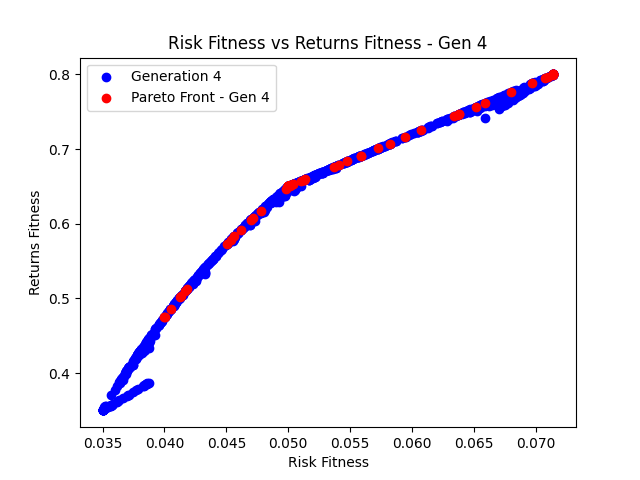 Risk Fitness vs Returns Fitness - Gen 4
Generation 4
Pareto Front - Gen 4
0.8
0.7
0.6
0.5
0.4
Returns Fitness
0.035 0.040 0.045 0.050 0.055 0.060 0.065 0.070
Risk Fitness